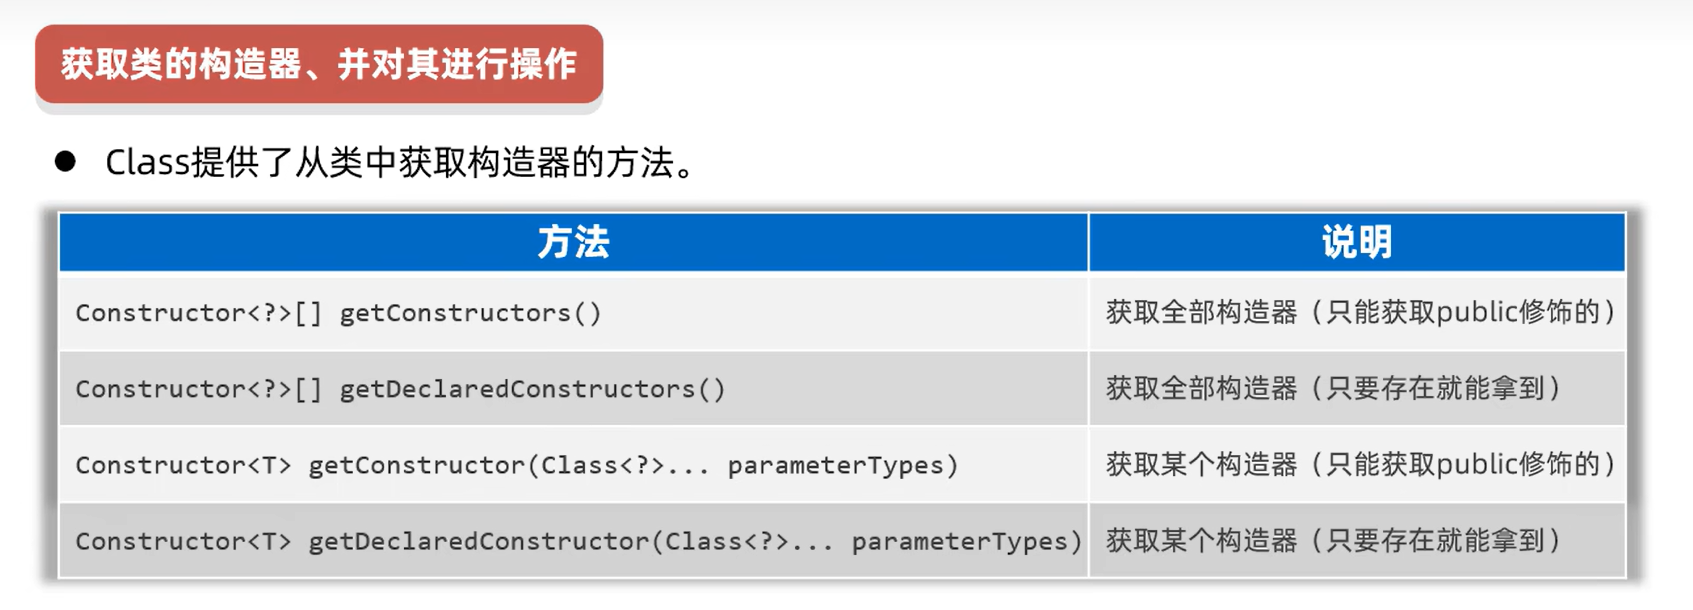 获取类的构造器、并对其进行操作
● Class提供了从类中获取构造器的方法。
方法 说明
Constructor<?>[] getConstructors() 获取全部构造器（只能获取public修饰的）
Constructor<?>[] getDeclaredConstructors() 获取全部构造器（只要存在就能拿到）
Constructor<T> getConstructor(Class<?>... parameterTypes) 获取某个构造器（只能获取public修饰的）
Constructor<T> getDeclaredConstructor(Class<?>... parameterTypes) 获取某个构造器（只要存在就能拿到）